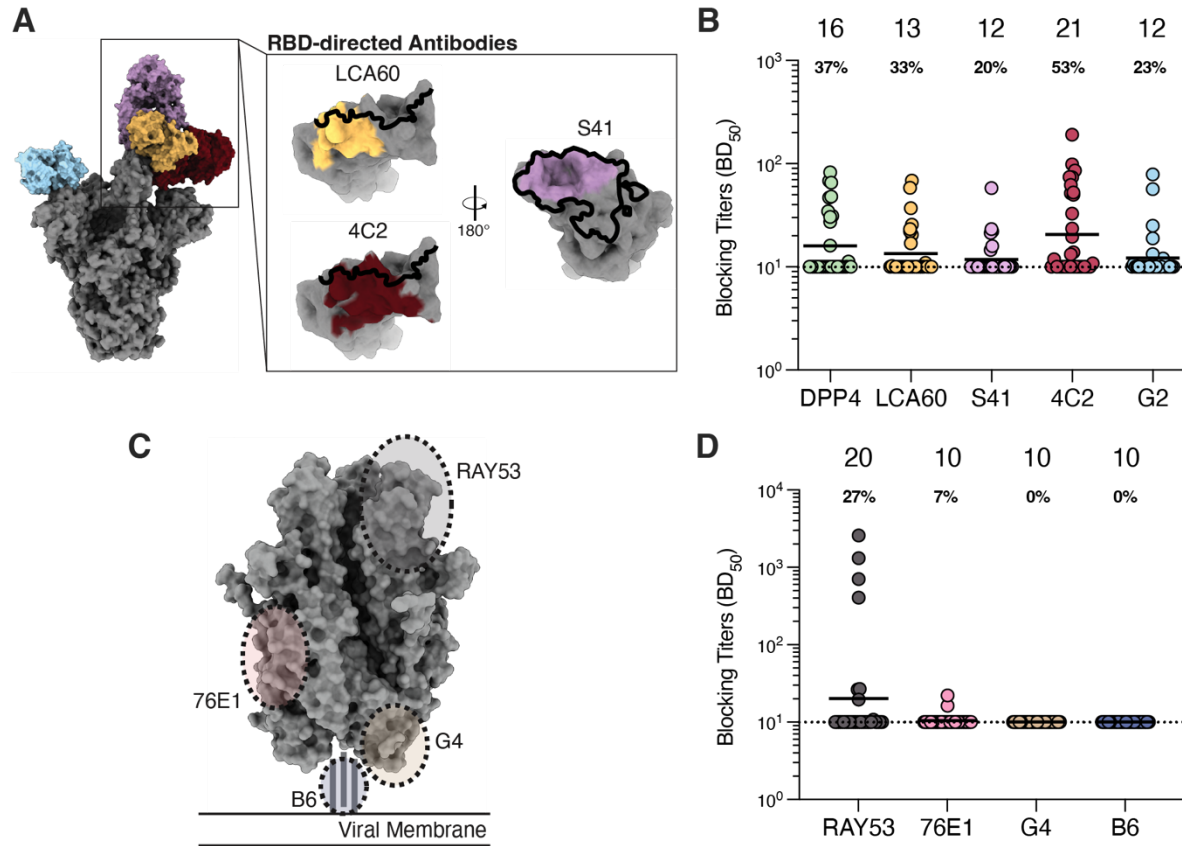 A
RBD-directed Antibodies
LCA60
S41
180°
4C2
B
16 13 12 21 12
37% 33% 20% 53% 23%
Blocking Titers (BD50)
10³
10²
10¹
10⁰
DPP4 LCA60 S41 4C2 G2
C
RAY53
76E1
G4
B6
Viral Membrane
D
20 10 10 10
27% 7% 0% 0%
Blocking Titers (BD50)
10⁴
10³
10²
10¹
10⁰
RAY53 76E1 G4 B6